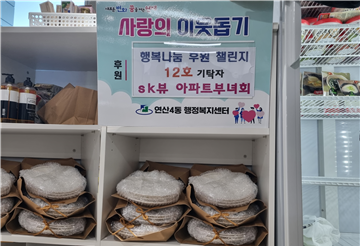 사랑의 이웃돕기
후원
행복나눔 후원 챌린지
12호 기탁자
sk뷰 아파트부녀회
연산4동 행정복지센터